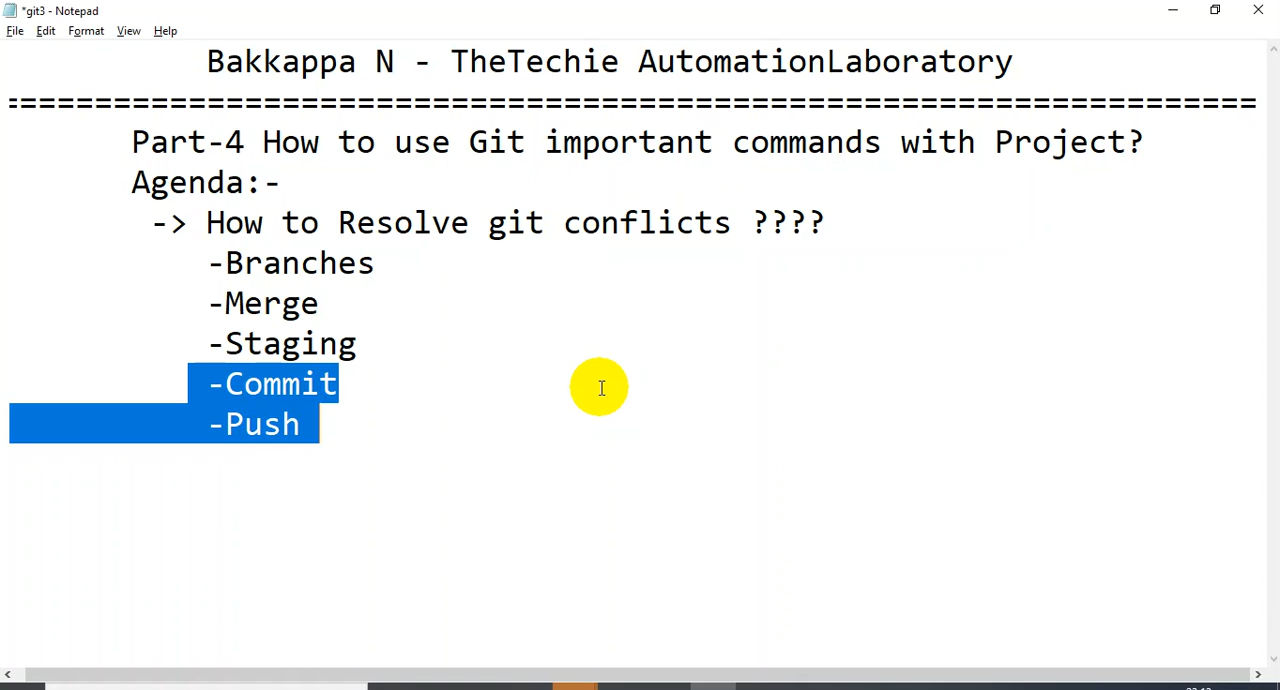 *git3 - Notepad
File Edit Format View Help
Bakkappa N - TheTechie AutomationLaboratory
===================================================================
Part-4 How to use Git important commands with Project?
Agenda:-
-> How to Resolve git conflicts ????
-Branches
-Merge
-Staging
-Commit
-Push